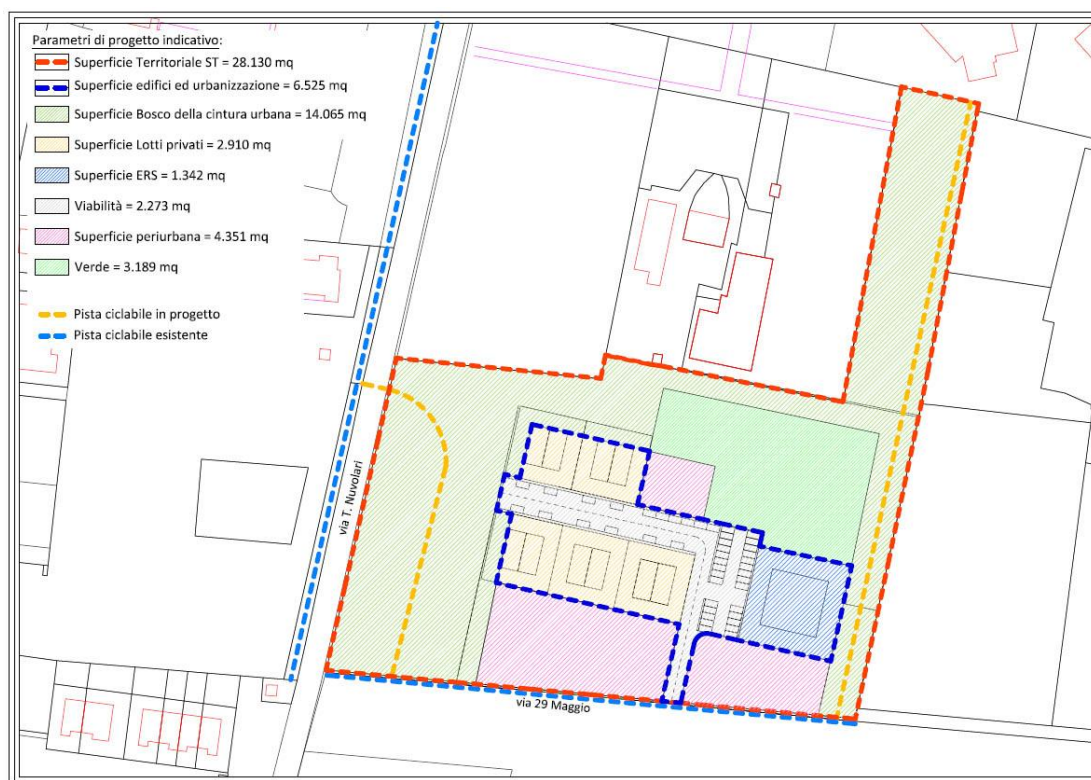 Parametri di progetto indicativo:
Superficie Territoriale ST = 28.130 mq
Superficie edifici ed urbanizzazione = 6.525 mq
Superficie Bosco della cintura urbana = 14.065 mq
Superficie Lotti privati = 2.910 mq
Superficie ERS = 1.342 mq
Viabilità = 2.273 mq
Superficie periurbana = 4.351 mq
Verde = 3.189 mq
Pista ciclabile in progetto
Pista ciclabile esistente
via T. Nuvolari
via 29 Maggio